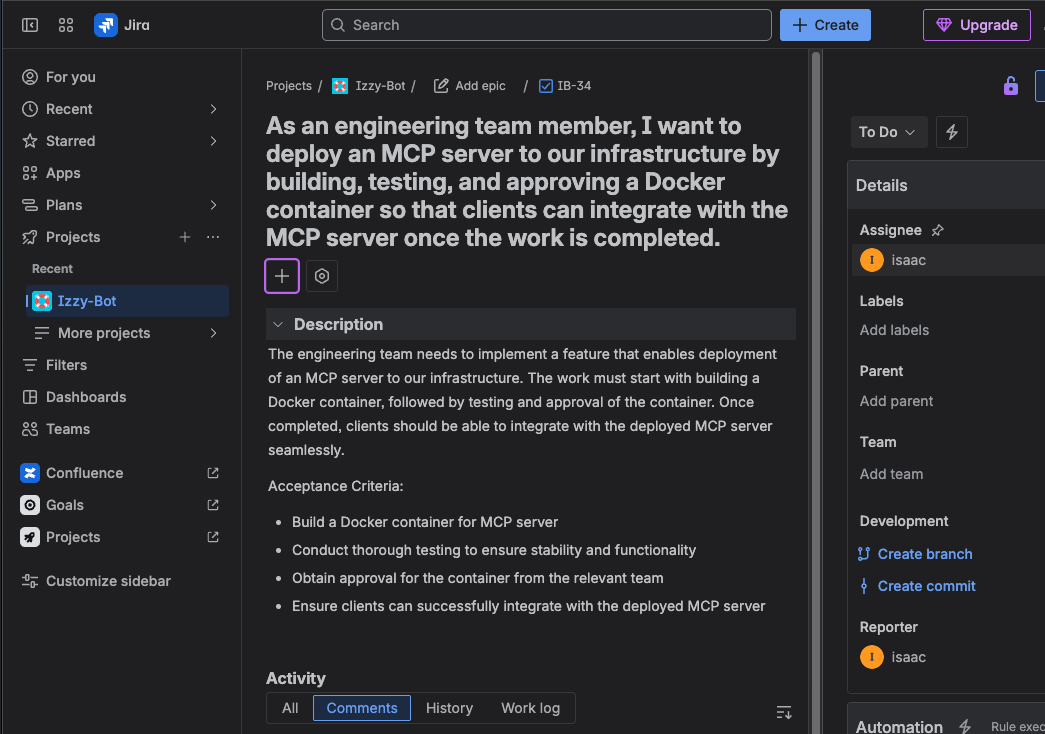 Jira
Search
Create
Upgrade
For you
Recent
Starred
Apps
Plans
Projects
Recent
Izzy-Bot
More projects
Filters
Dashboards
Teams
Confluence
Goals
Projects
Customize sidebar
Projects / Izzy-Bot / Add epic / IB-34
As an engineering team member, I want to
deploy an MCP server to our infrastructure by
building, testing, and approving a Docker
container so that clients can integrate with the
MCP server once the work is completed.
Description
The engineering team needs to implement a feature that enables deployment
of an MCP server to our infrastructure. The work must start with building a
Docker container, followed by testing and approval of the container. Once
completed, clients should be able to integrate with the deployed MCP server
seamlessly.
Acceptance Criteria:
• Build a Docker container for MCP server
• Conduct thorough testing to ensure stability and functionality
• Obtain approval for the container from the relevant team
• Ensure clients can successfully integrate with the deployed MCP server
Activity
All Comments History Work log
To Do
Details
Assignee
I isaac
Labels
Add labels
Parent
Add parent
Team
Add team
Development
Create branch
Create commit
Reporter
I isaac
Automation Rule